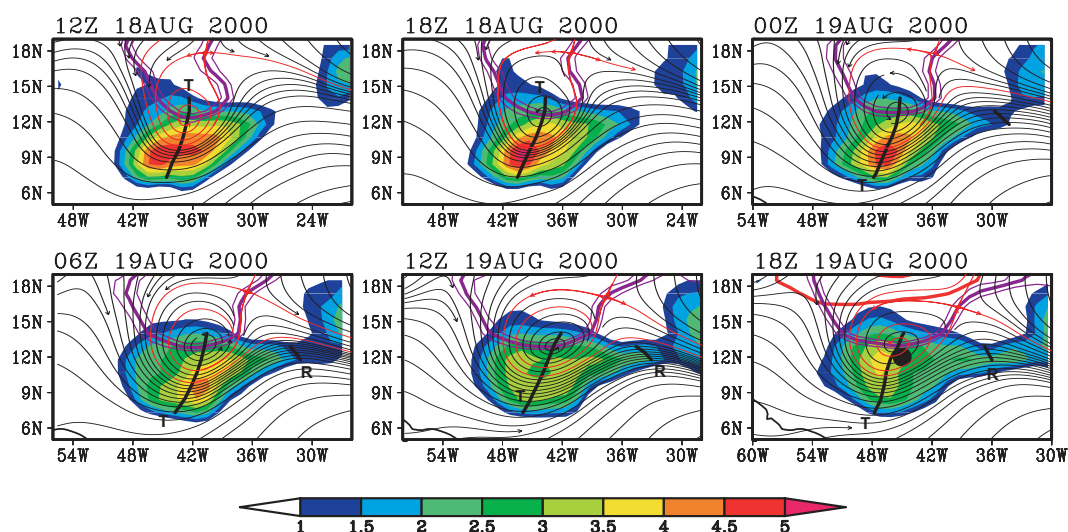 12Z 18AUG 2000 18Z 18AUG 2000 00Z 19AUG 2000
18N 18N 18N
15N T 15N T 15N
12N 12N 12N
9N 9N 9N
6N 6N 6N T
48W 42W 36W 30W 24W 48W 42W 36W 30W 24W 54W 48W 42W 36W 30W
06Z 19AUG 2000 12Z 19AUG 2000 18Z 19AUG 2000
18N 18N 18N
15N 15N 15N
12N R 12N R 12N R
9N 9N T 9N
6N T 6N 6N T
54W 48W 42W 36W 30W 54W 48W 42W 36W 30W 60W 54W 48W 42W 36W 30W
1 1.5 2 2.5 3 3.5 4 4.5 5